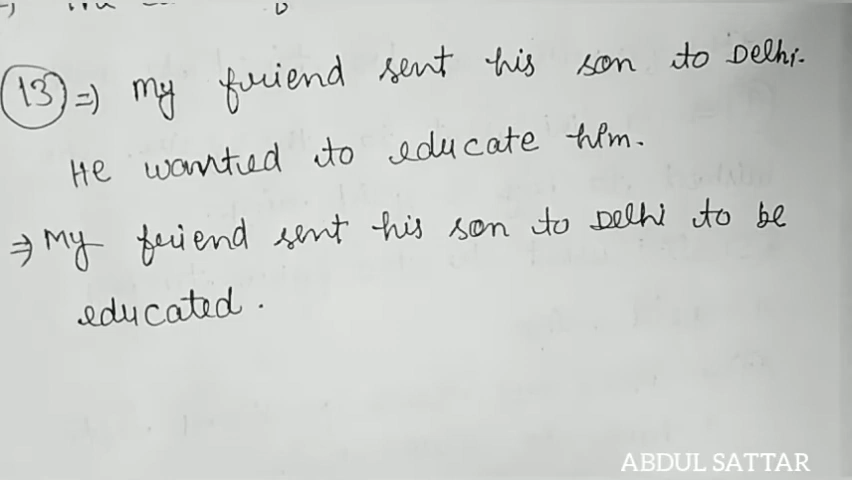 13 => My friend sent his son to Delhi.
He wanted to educate him.
=> My friend sent his son to Delhi to be
educated.
ABDUL SATTAR